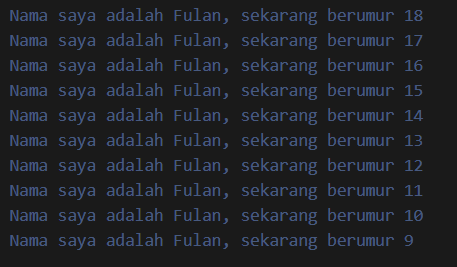 Nama saya adalah Fulan, sekarang berumur 18
Nama saya adalah Fulan, sekarang berumur 17
Nama saya adalah Fulan, sekarang berumur 16
Nama saya adalah Fulan, sekarang berumur 15
Nama saya adalah Fulan, sekarang berumur 14
Nama saya adalah Fulan, sekarang berumur 13
Nama saya adalah Fulan, sekarang berumur 12
Nama saya adalah Fulan, sekarang berumur 11
Nama saya adalah Fulan, sekarang berumur 10
Nama saya adalah Fulan, sekarang berumur 9